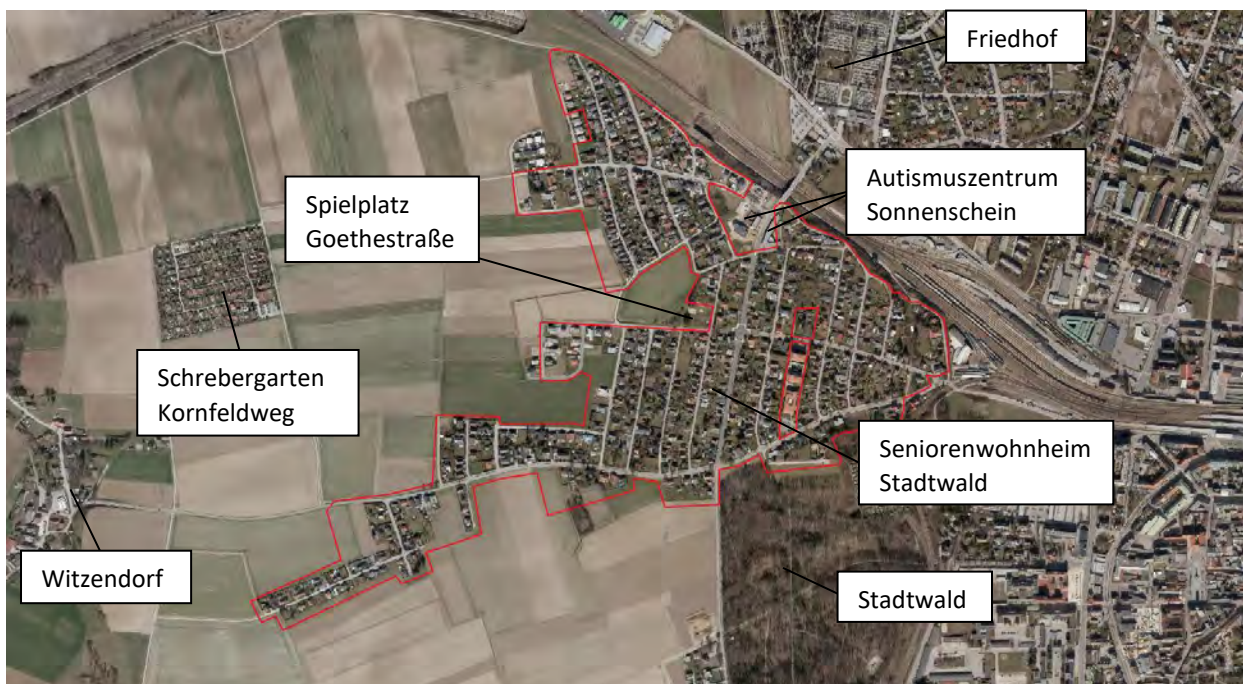 Friedhof
Autismuszentrum
Sonnenschein
Spielplatz
Goethestraße
Schrebergarten
Kornfeldweg
Seniorenwohnheim
Stadtwald
Witzendorf
Stadtwald